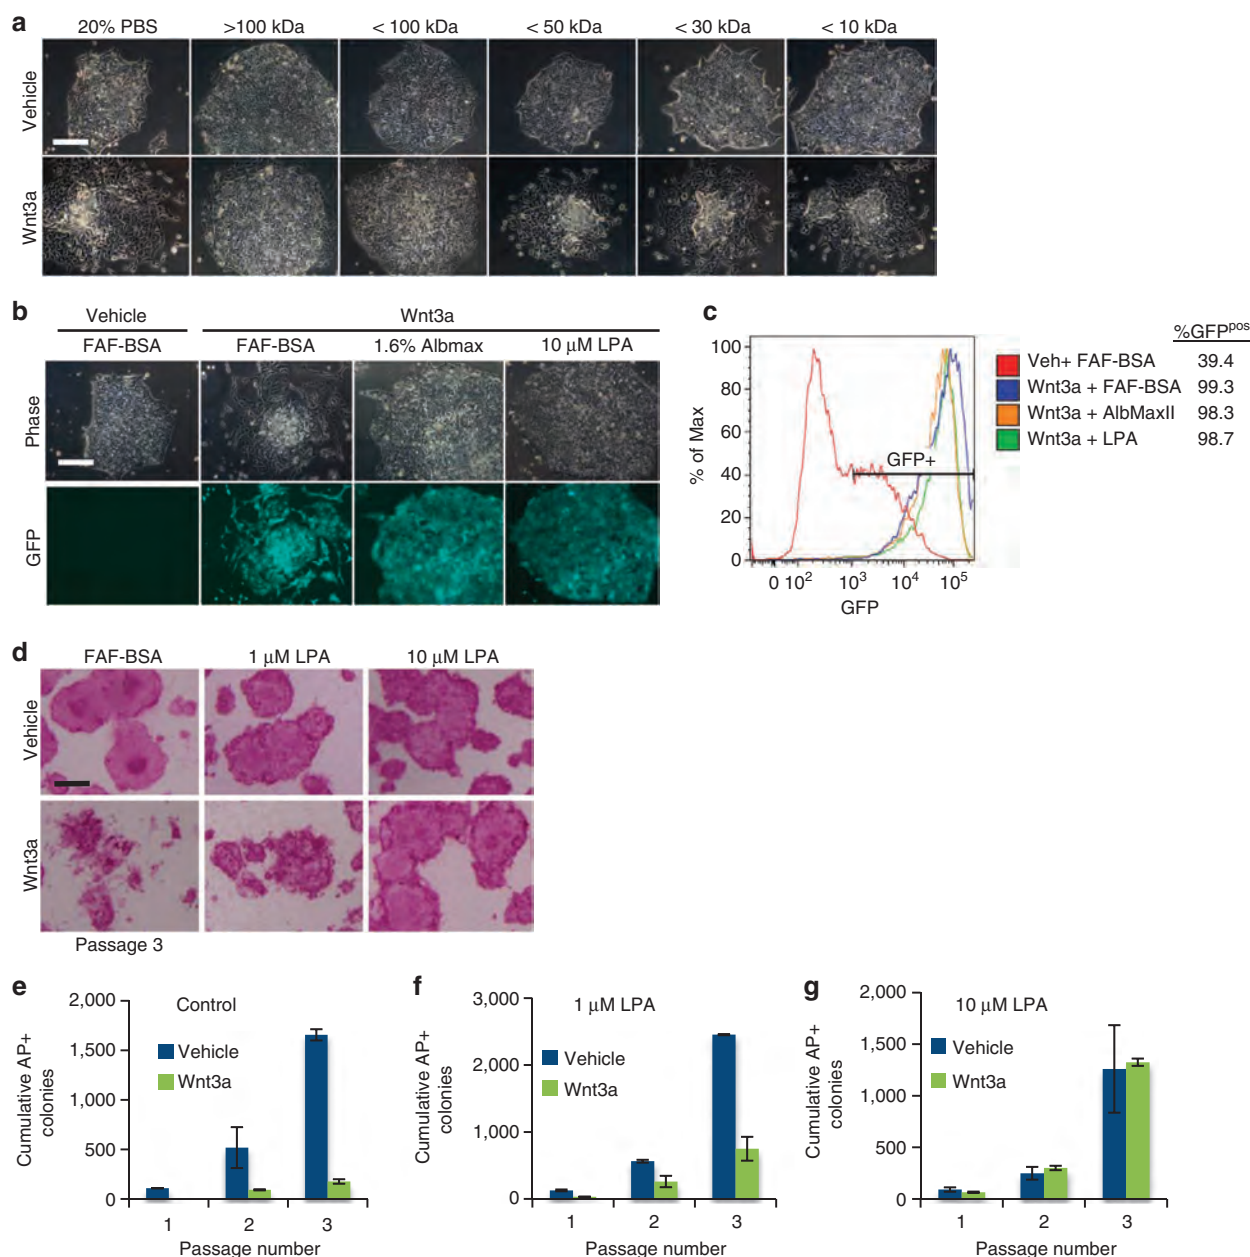 a
20% PBS >100 kDa < 100 kDa < 50 kDa < 30 kDa < 10 kDa
Vehicle
Wnt3a
b
Vehicle Wnt3a
FAF-BSA FAF-BSA 1.6% Albmax 10 μM LPA
Phase
GFP
c
%GFPpos
Veh+ FAF-BSA 39.4
Wnt3a + FAF-BSA 99.3
Wnt3a + AlbMaxII 98.3
Wnt3a + LPA 98.7
% of Max
100
80
60
40
20
0
GFP+
0 10² 10³ 10⁴ 10⁵
GFP
d
FAF-BSA 1 μM LPA 10 μM LPA
Vehicle
Wnt3a
Passage 3
e
Control
Cumulative AP+
colonies
2,000
1,500
1,000
500
0
Vehicle
Wnt3a
1 2 3
Passage number
f
1 μM LPA
Cumulative AP+
colonies
3,000
2,000
1,000
0
Vehicle
Wnt3a
1 2 3
Passage number
g
10 μM LPA
Cumulative AP+
colonies
2,000
1,500
1,000
500
0
Vehicle
Wnt3a
1 2 3
Passage number